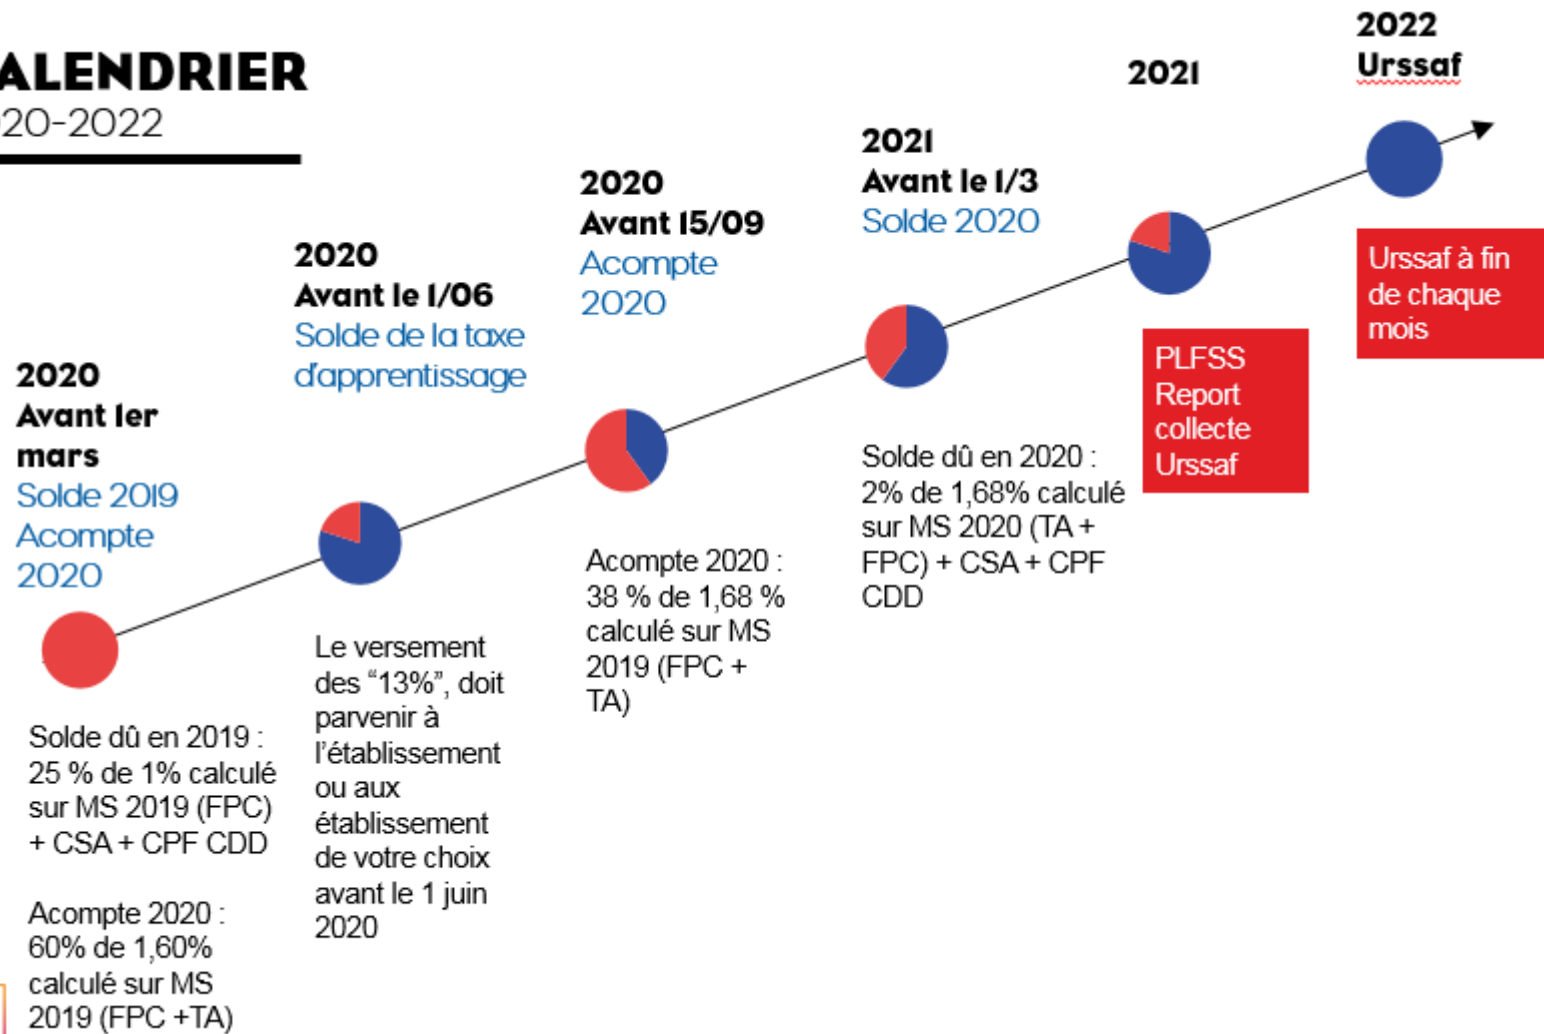 ALENDRIER
20-2022
2020
Avant 1er
mars
Solde 2019
Acompte
2020
Solde dû en 2019 :
25 % de 1% calculé
sur MS 2019 (FPC)
+ CSA + CPF CDD
Acompte 2020 :
60% de 1,60%
calculé sur MS
2019 (FPC +TA)
2020
Avant le 1/06
Solde de la taxe
d'apprentissage
Le versement
des “13%”, doit
parvenir à
l'établissement
ou aux
établissement
de votre choix
avant le 1 juin
2020
2020
Avant 15/09
Acompte
2020
Acompte 2020 :
38 % de 1,68 %
calculé sur MS
2019 (FPC +
TA)
2021
Avant le 1/3
Solde 2020
Solde dû en 2020 :
2% de 1,68% calculé
sur MS 2020 (TA +
FPC) + CSA + CPF
CDD
2021
PLFSS
Report
collecte
Urssaf
2022
Urssaf
Urssaf à fin
de chaque
mois